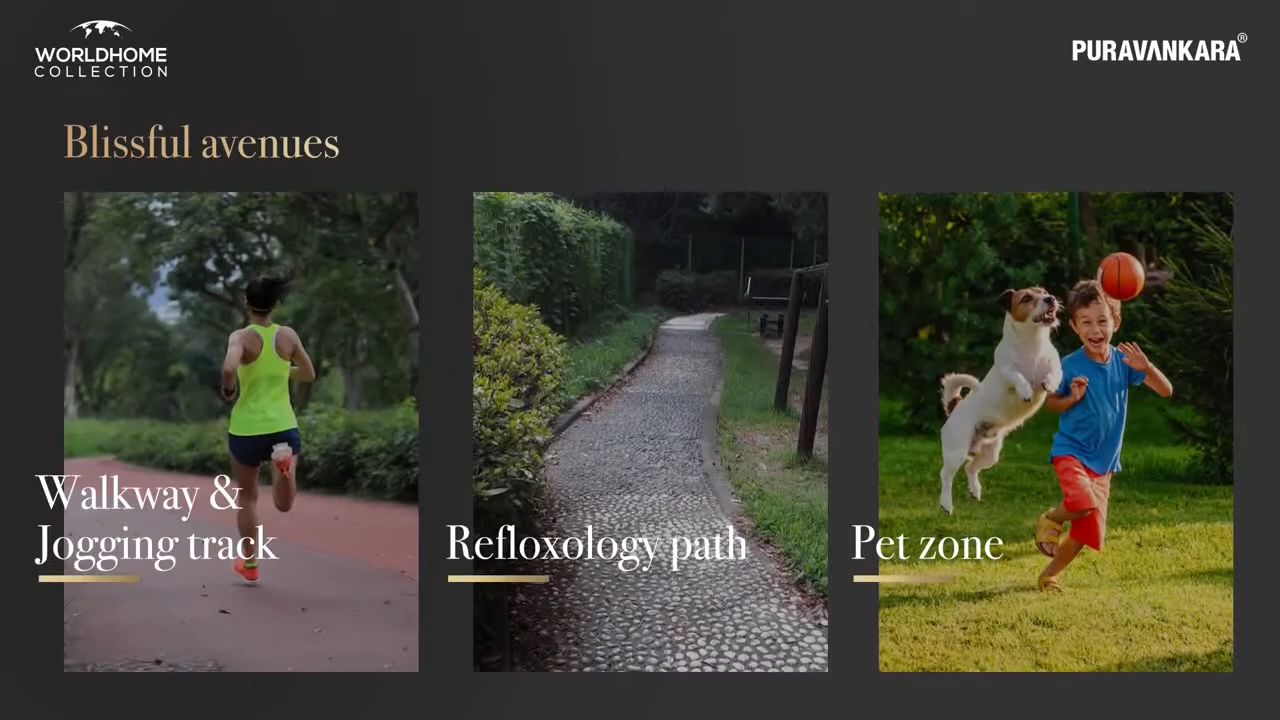 WORLDHOME
COLLECTION
PURAVANKARA®
Blissful avenues
Walkway &
Jogging track
Refloxology path
Pet zone